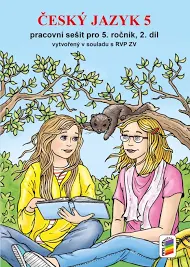 ČESKÝ JAZYK 5
pracovní sešit pro 5. ročník, 2. díl
vytvořený v souladu s RVP ZV